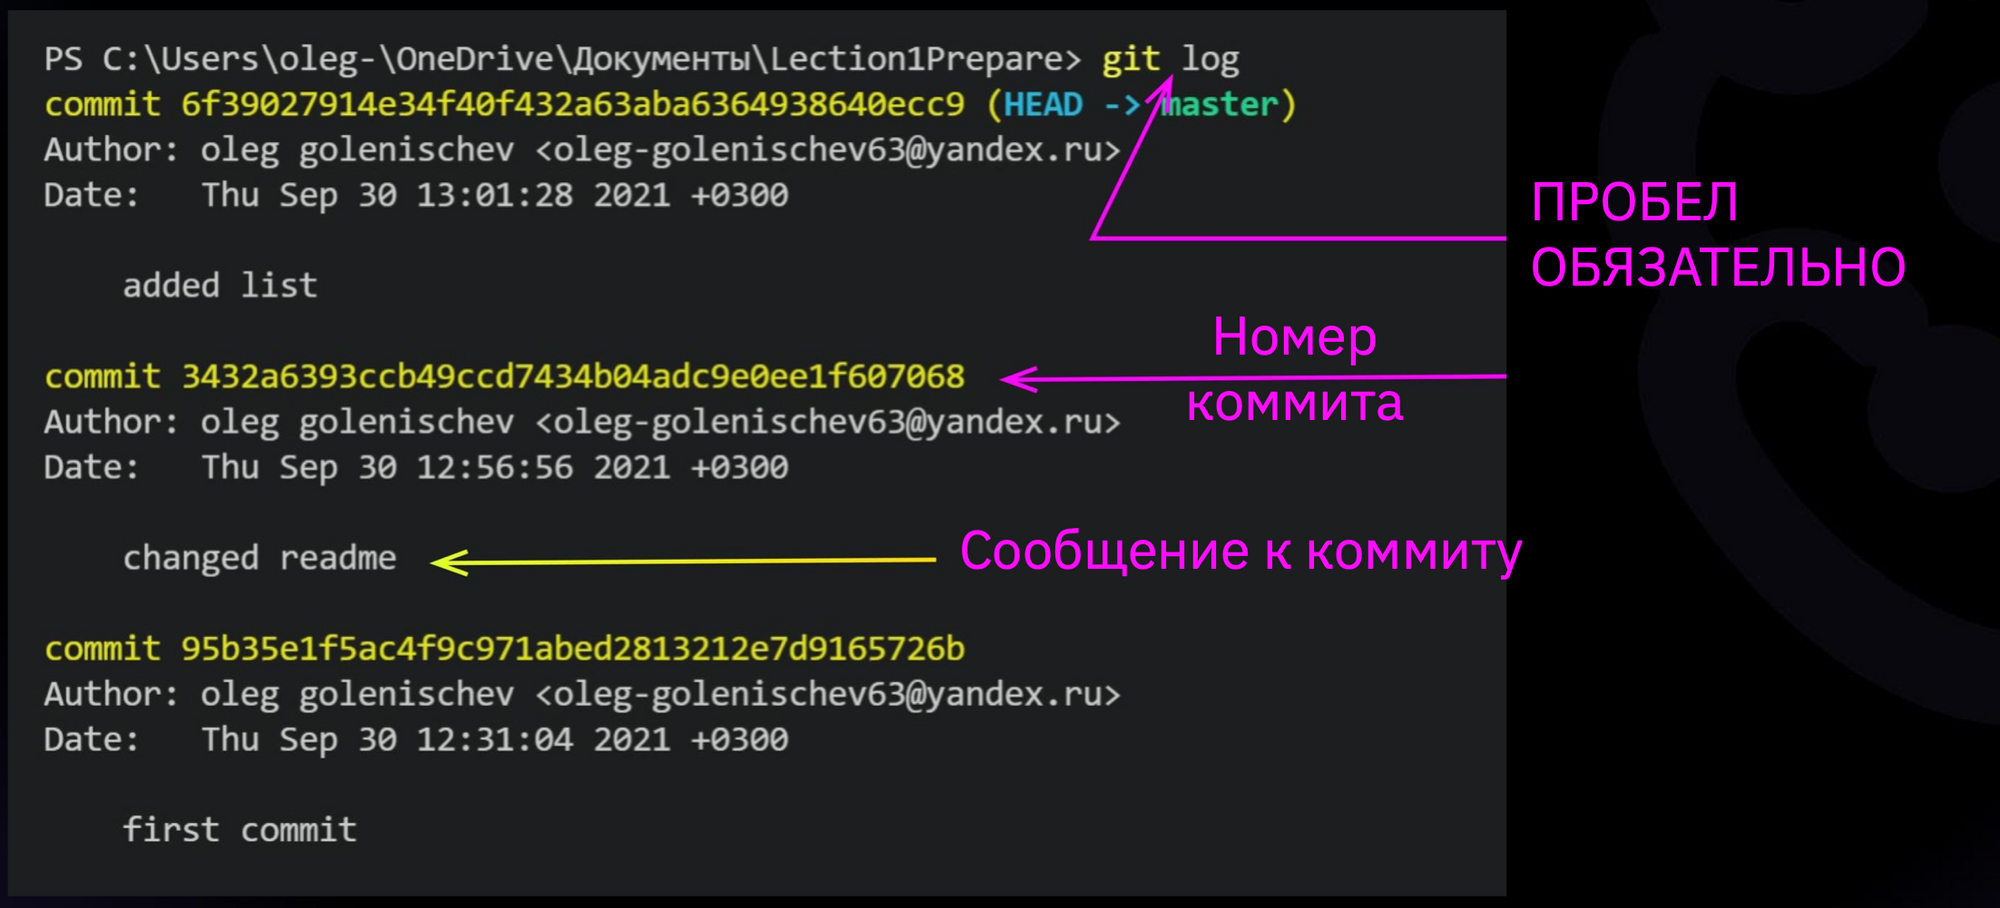 PS C:\Users\oleg-\OneDrive\Документы\Lection1Prepare> git log
commit 6f39027914e34f40f432a63aba6364938640ecc9 (HEAD -> master)
Author: oleg golenischev <oleg-golenischev63@yandex.ru>
Date:   Thu Sep 30 13:01:28 2021 +0300
ПРОБЕЛ
ОБЯЗАТЕЛЬНО
added list
Номер
коммита
commit 3432a6393ccb49ccd7434b04adc9e0ee1f607068
Author: oleg golenischev <oleg-golenischev63@yandex.ru>
Date:   Thu Sep 30 12:56:56 2021 +0300
changed readme
Сообщение к коммиту
commit 95b35e1f5ac4f9c971abed2813212e7d9165726b
Author: oleg golenischev <oleg-golenischev63@yandex.ru>
Date:   Thu Sep 30 12:31:04 2021 +0300
first commit